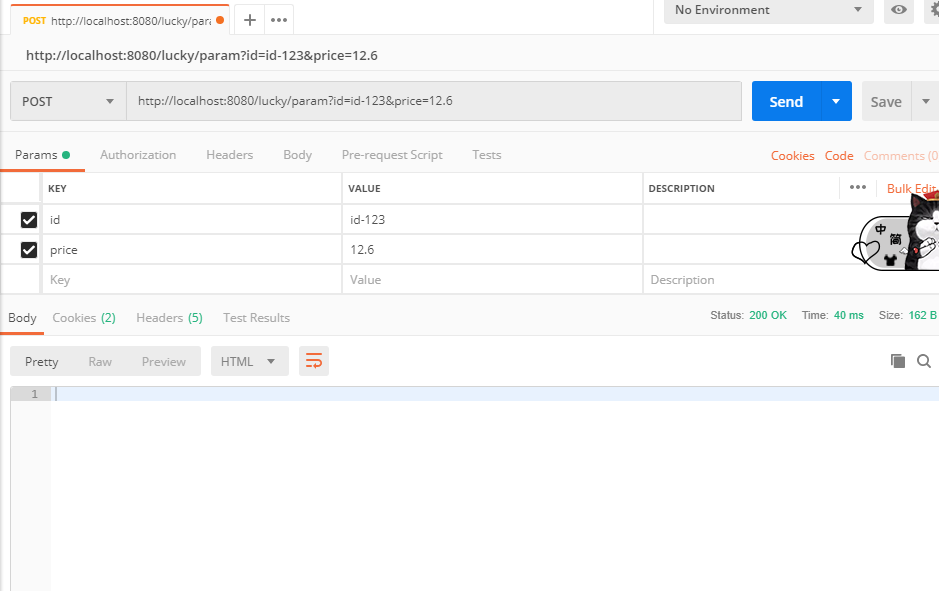 POST http://localhost:8080/lucky/para
No Environment
http://localhost:8080/lucky/param?id=id-123&price=12.6
POST http://localhost:8080/lucky/param?id=id-123&price=12.6 Send Save
Params Authorization Headers Body Pre-request Script Tests Cookies Code Comments (0
KEY VALUE DESCRIPTION Bulk Edit
id id-123
price 12.6
Key Value Description
中
简
Body Cookies (2) Headers (5) Test Results Status: 200 OK Time: 40 ms Size: 162 B
Pretty Raw Preview HTML
1